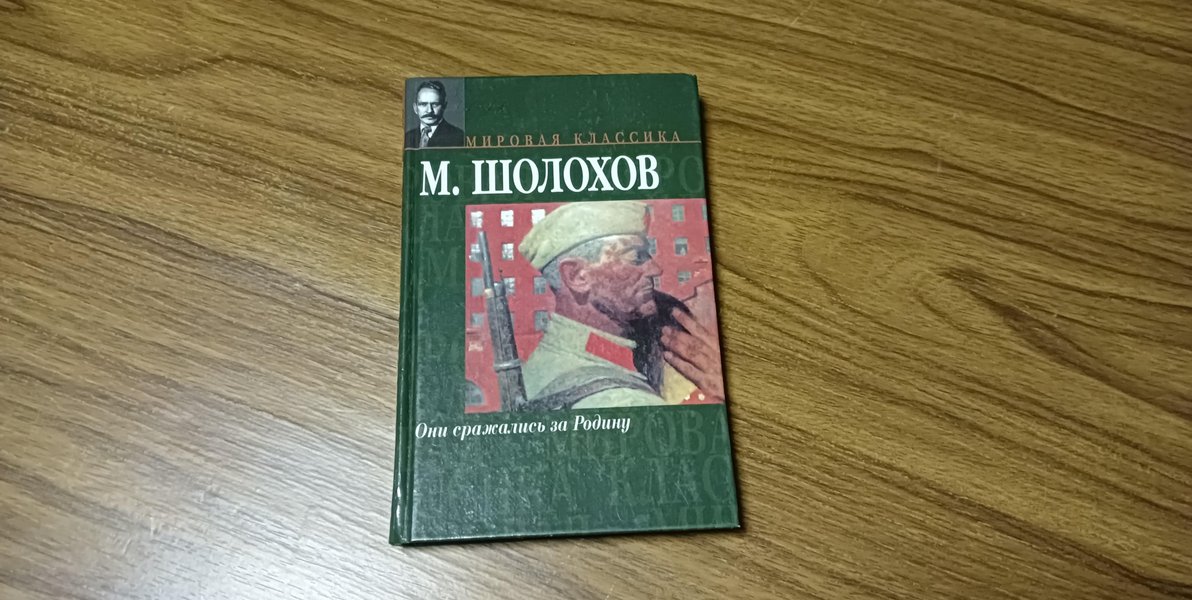 МИРОВАЯ КЛАССИКА
М. ШОЛОХОВ
Они сражались за Родину